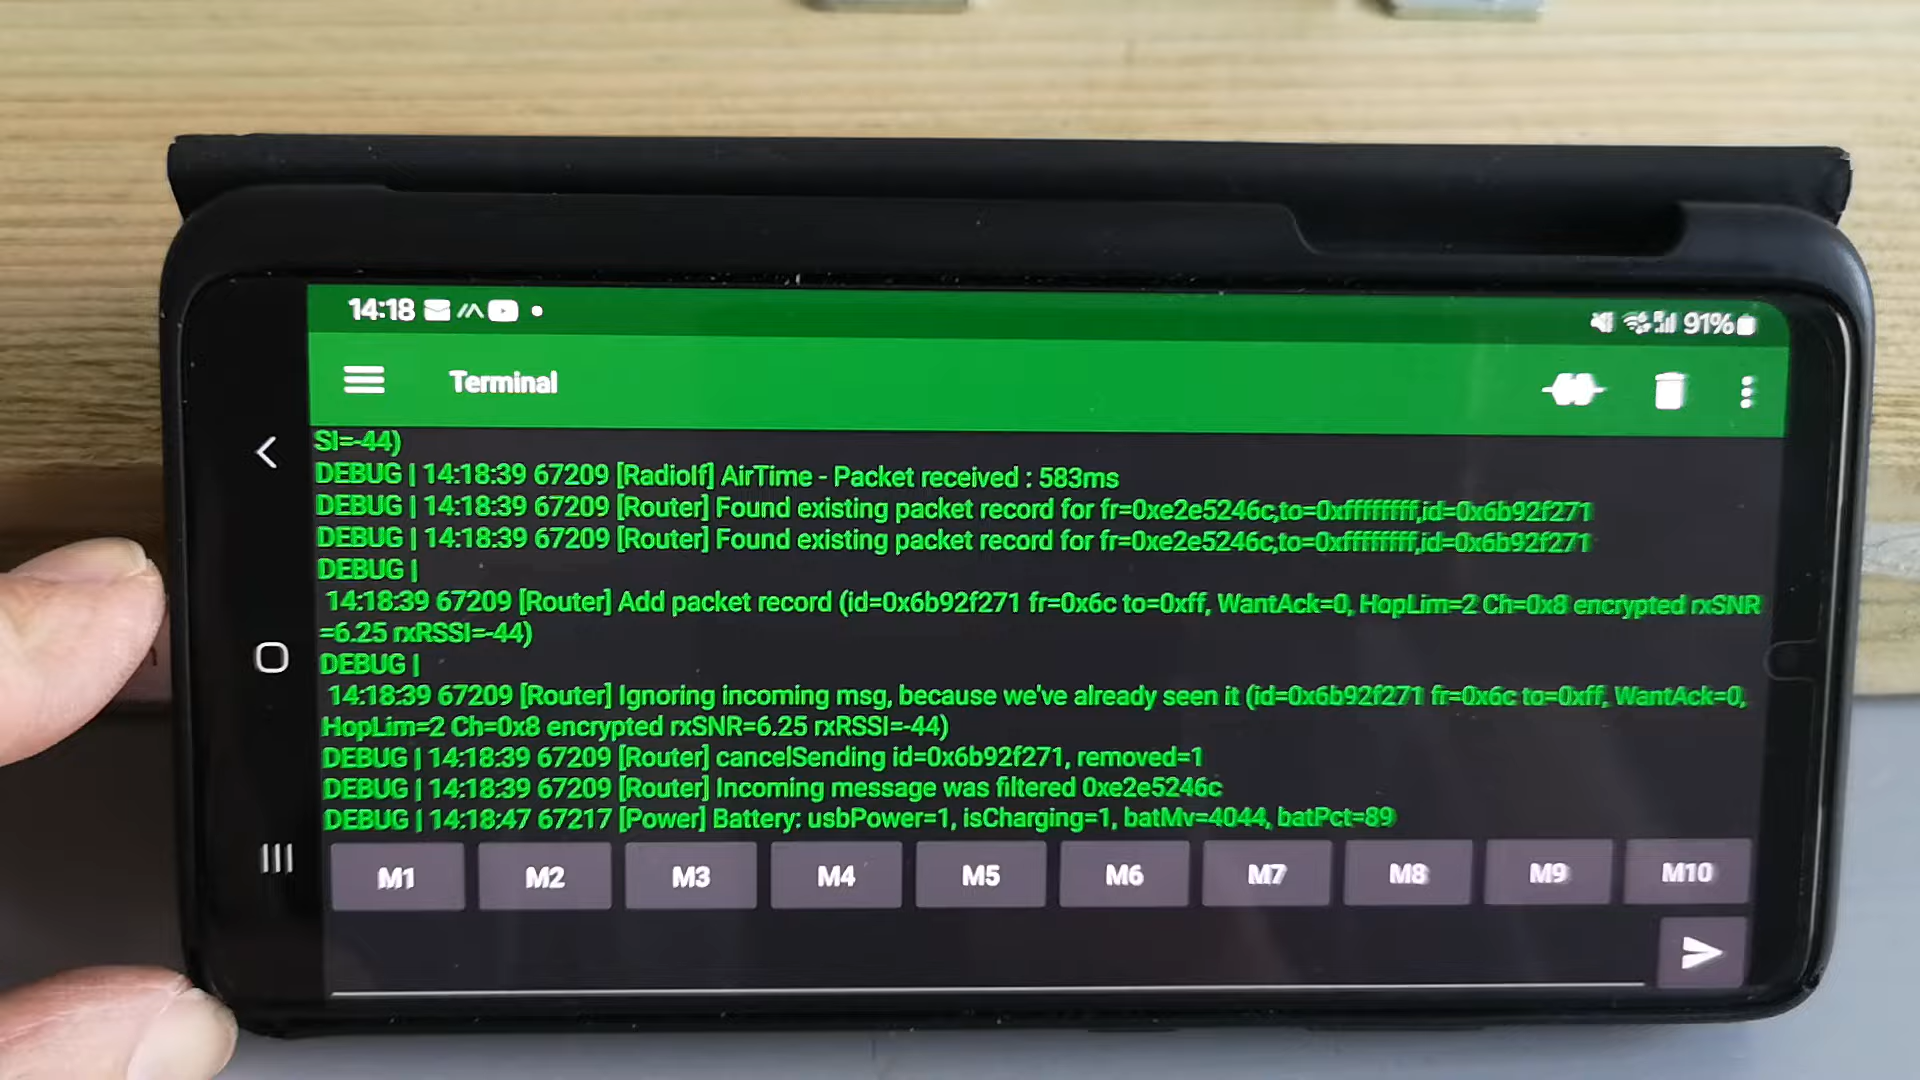 14:18
91%
Terminal
SI=-44)
DEBUG | 14:18:39 67209 [RadioIf] AirTime - Packet received : 583ms
DEBUG | 14:18:39 67209 [Router] Found existing packet record for fr=0xe2e5246c,to=0xffffffff,id=0x6b92f271
DEBUG | 14:18:39 67209 [Router] Found existing packet record for fr=0xe2e5246c,to=0xffffffff,id=0x6b92f271
DEBUG |
14:18:39 67209 [Router] Add packet record (id=0x6b92f271 fr=0x6c to=0xff, WantAck=0, HopLim=2 Ch=0x8 encrypted rxSNR
=6.25 rxRSSI=-44)
DEBUG |
14:18:39 67209 [Router] Ignoring incoming msg, because we've already seen it (id=0x6b92f271 fr=0x6c to=0xff, WantAck=0,
HopLim=2 Ch=0x8 encrypted rxSNR=6.25 rxRSSI=-44)
DEBUG | 14:18:39 67209 [Router] cancelSending id=0x6b92f271, removed=1
DEBUG | 14:18:39 67209 [Router] Incoming message was filtered 0xe2e5246c
DEBUG | 14:18:47 67217 [Power] Battery: usbPower=1, isCharging=1, batMv=4044, batPct=89
M1 M2 M3 M4 M5 M6 M7 M8 M9 M10